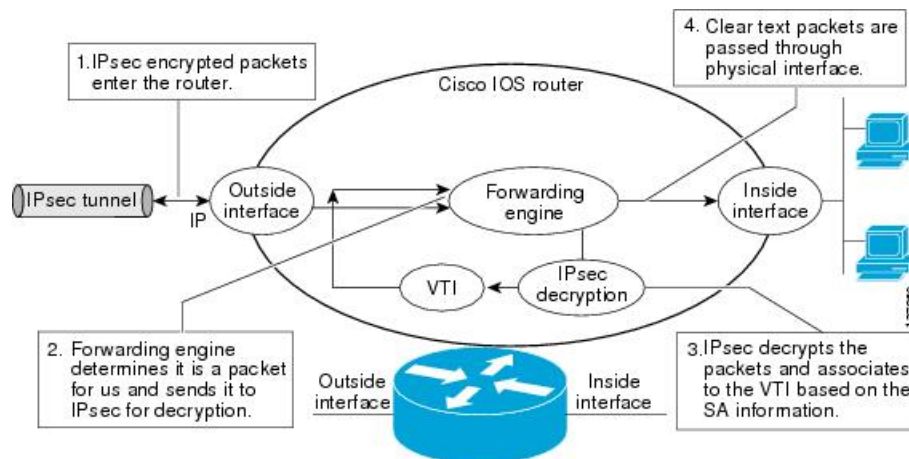 1. IPsec encrypted packets
enter the router.
4. Clear text packets are
passed through
physical interface.
Cisco IOS router
IPsec tunnel
IP
Outside
interface
Forwarding
engine
Inside
interface
VTI
IPsec
decryption
2. Forwarding engine
determines it is a packet
for us and sends it to
IPsec for decryption.
Outside
interface
Inside
interface
3. IPsec decrypts the
packets and associates
to the VTI based on the
SA information.